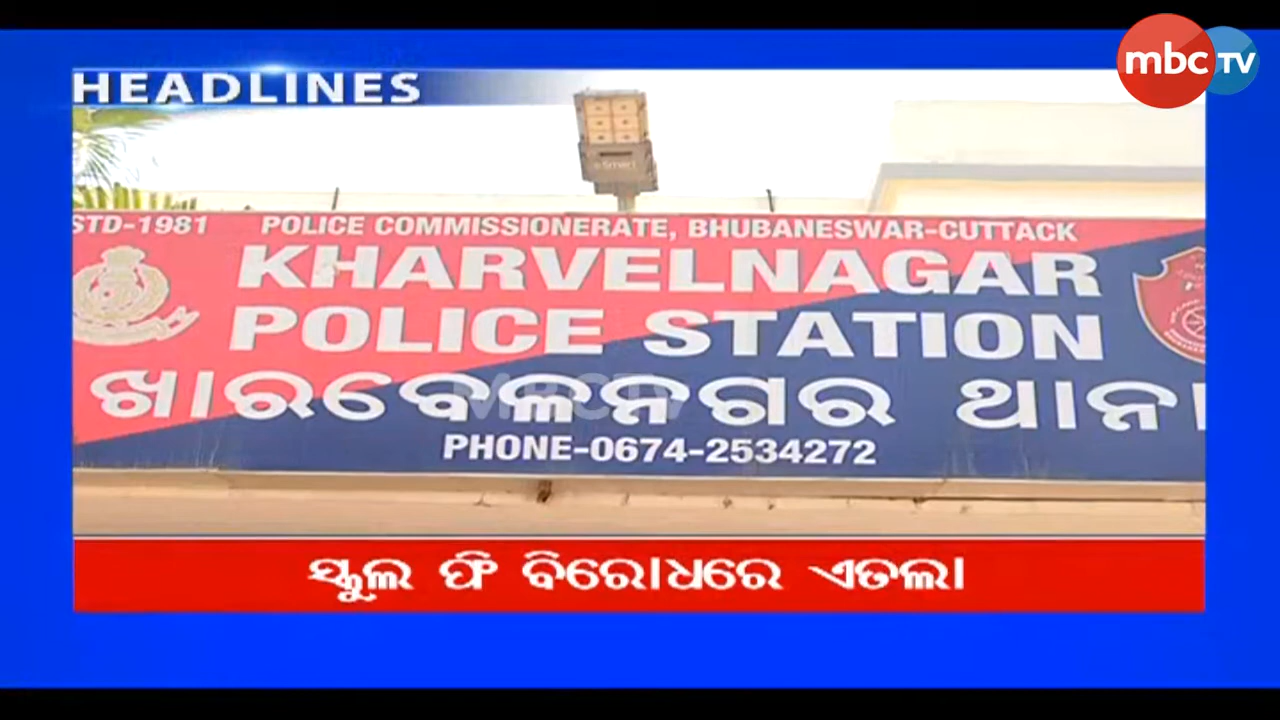 HEADLINES
mbc TV
STD-1981 POLICE COMMISSIONERATE, BHUBANESWAR-CUTTACK
KHARVELNAGAR
POLICE STATION
ଖାରବେଳନଗର ଥାନା
MBCTV
PHONE-0674-2534272
ସ୍କୁଲ ଫି ବିରୋଧରେ ଏତଲା